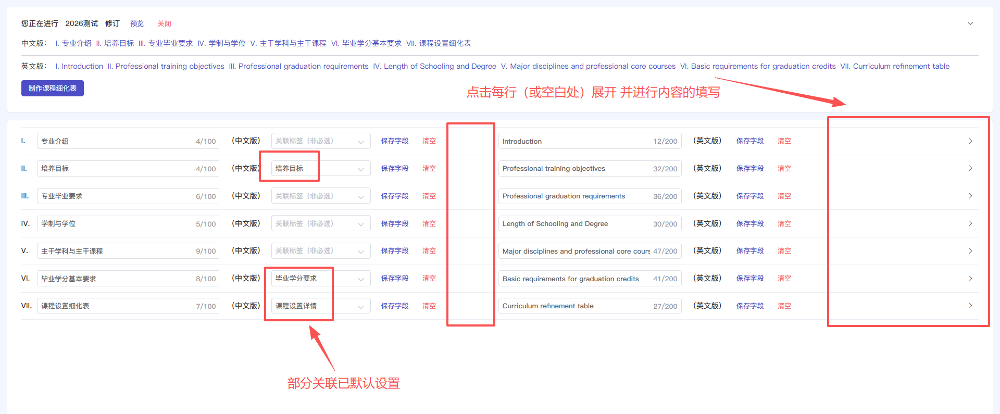 您正在进行 2026测试 修订 预览 关闭
中文版： I. 专业介绍 II. 培养目标 III. 专业毕业要求 IV. 学制与学位 V. 主干学科与主干课程 VI. 毕业学分基本要求 VII. 课程设置细化表
英文版： I. Introduction II. Professional training objectives III. Professional graduation requirements IV. Length of Schooling and Degree V. Major disciplines and professional core courses VI. Basic requirements for graduation credits VII. Curriculum refinement table
制作课程细化表
点击每行（或空白处）展开 并进行内容的填写
I. 专业介绍 4/100 (中文版) 关联标签（非必选） 保存字段 清空 Introduction 12/200 (英文版) 保存字段 清空
II. 培养目标 4/100 (中文版) 培养目标 保存字段 清空 Professional training objectives 32/200 (英文版) 保存字段 清空
III. 专业毕业要求 6/100 (中文版) 关联标签（非必选） 保存字段 清空 Professional graduation requirements 36/200 (英文版) 保存字段 清空
IV. 学制与学位 5/100 (中文版) 关联标签（非必选） 保存字段 清空 Length of Schooling and Degree 30/200 (英文版) 保存字段 清空
V. 主干学科与主干课程 9/100 (中文版) 关联标签（非必选） 保存字段 清空 Major disciplines and professional core cours 47/200 (英文版) 保存字段 清空
VI. 毕业学分基本要求 8/100 (中文版) 毕业学分要求 保存字段 清空 Basic requirements for graduation credits 41/200 (英文版) 保存字段 清空
VII. 课程设置细化表 7/100 (中文版) 课程设置详情 保存字段 清空 Curriculum refinement table 27/200 (英文版) 保存字段 清空
部分关联已默认设置